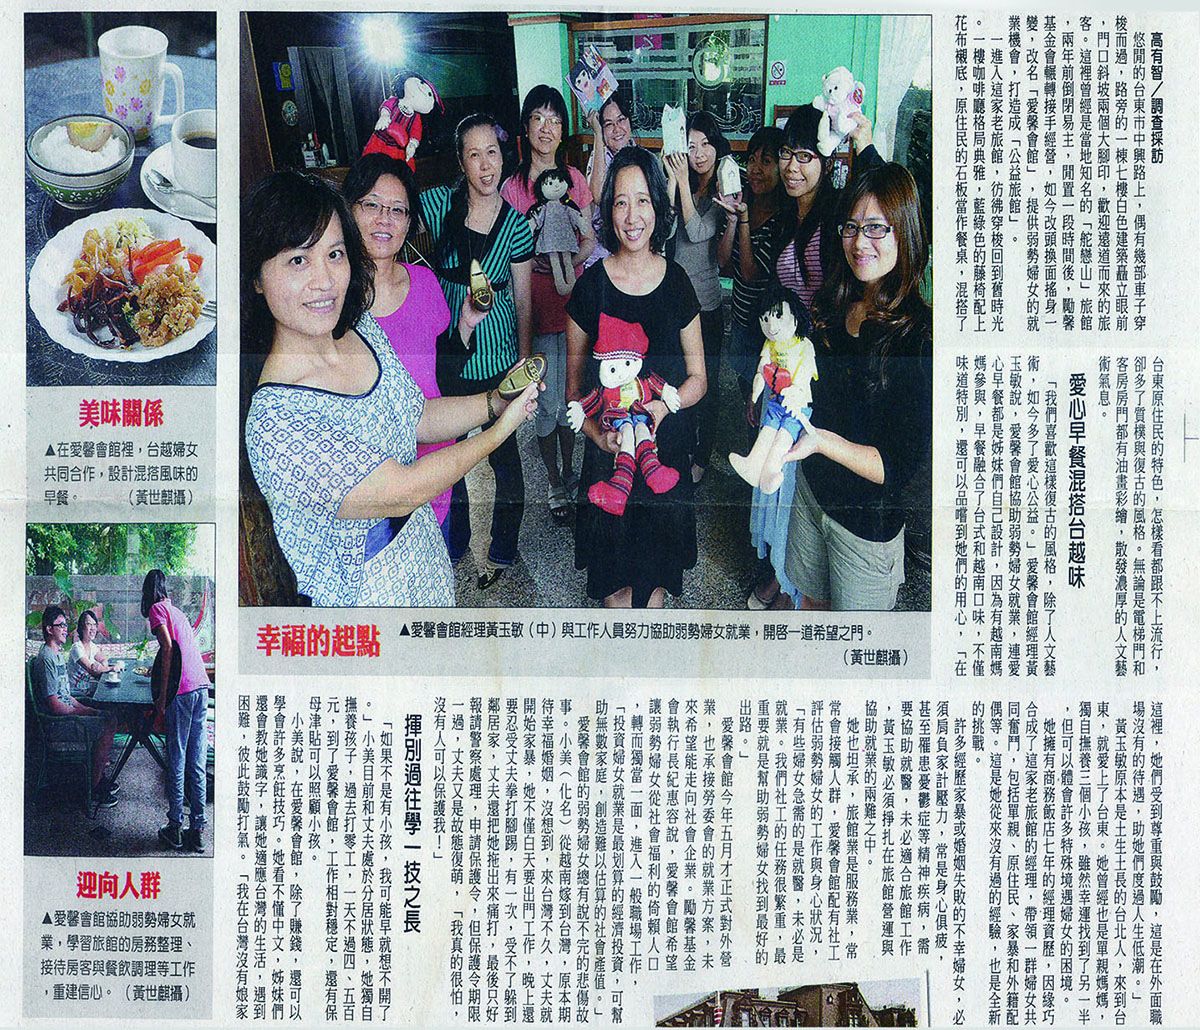 高有智／調查採訪
悠閒的台東市中興路上，偶有幾部車子穿
梭而過，路旁的一棟七樓白色建築矗立眼前
，門口斜坡兩個大腳印，歡迎遠道而來的旅
客。這裡曾經是當地知名的「舵戀山」旅館
，兩年前倒閉易主，閒置一段時間後，勵馨
基金會輾轉接手經營，如今改頭換面搖身一
變，改名「愛馨會館」，提供弱勢婦女的就
業機會，打造成「公益旅館」。
一進入這家老旅館，彷彿穿梭回到舊時光
。一樓咖啡廳格局典雅，藍綠色的藤椅配上
花布襯底，原住民的石板當作餐桌，混搭了
台東原住民的特色，怎樣看都跟不上流行，
卻多了質樸與復古的風格。無論是電梯門和
客房房門都有油畫彩繪，散發濃厚的人文藝
術氣息。
愛心早餐混搭台越味
「我們喜歡這樣復古的風格，除了人文藝
術，如今多了愛心公益。」愛馨會館經理黃
玉敏說，愛馨會館協助弱勢婦女就業，連愛
心早餐都是姊妹們自己設計，因為有越南媽
媽參與，早餐融合了台式和越南口味，不僅
味道特別，還可以品嚐到她們的用心，「在
這裡，她們受到尊重與鼓勵，這是在外面職
場沒有的待遇，助她們度過人生低潮。」
黃玉敏原本是土生土長的台北人，來到台
東，就愛上了台東。她曾經也是單親媽媽，
獨自撫養三個小孩，雖然幸運找到了另一半
，但可以體會許多特殊境遇婦女的困境。
她擁有商務飯店七年的經理資歷，因緣巧
合成了這家老旅館的經理，帶領一群婦女共
同奮鬥，包括單親、原住民、家暴和外籍配
偶等。這是她從來沒有過的經驗，也是全新
的挑戰。
許多經歷家暴或婚姻失敗的不幸婦女，必
須肩負家計壓力，常是身心俱疲，
甚至罹患憂鬱症等精神疾病，需
要協助就醫，未必適合旅館工作
，黃玉敏必須掙扎在旅館營運與
協助就業的兩難之中。
她也坦承，旅館業是服務業，常
常會接觸人群，愛馨會館配有社工
評估弱勢婦女的工作與身心狀況，
「有些婦女急需的是就醫，未必是
就業。我們社工的任務很繁重，最
重要就是幫助弱勢婦女找到最好的
出路。」
愛馨會館今年五月才正式對外營
業，也承接勞委會的就業方案，未
來希望能走向社會企業。勵馨基金
會執行長紀惠容說，愛馨會館希望
讓弱勢婦女從社會福利的倚賴人口
，轉而獨當一面，進入一般職場工作，
「投資婦女就業是最划算的經濟投資，可幫
助無數家庭，創造難以估算的社會產值。」
愛馨會館的弱勢婦女總有說不完的悲傷故
事。小美（化名）從越南嫁到台灣，原本期
待幸福婚姻，沒想到，來台灣不久，丈夫就
開始家暴，她不僅白天要出門工作，晚上還
要忍受丈夫拳打腳踢，有一次，受不了躲到
鄰居家，丈夫還把她拖出來痛打，最後只好
報請警察處理，申請保護令，但保護令期限
一過，丈夫又是故態復萌，「我真的很怕，
沒有人可以保護我！」
揮別過往學一技之長
「如果不是有小孩，我可能早就想不開了
。」小美目前和丈夫處於分居狀態，她獨自
撫養孩子，過去打零工，一天不過四、五百
元，到了愛馨會館，工作相對穩定，還有保
母津貼可以照顧小孩。
小美說，在愛馨會館，除了賺錢，還可以
學會許多烹飪技巧。她看不懂中文，姊妹們
還會教她識字，讓她適應台灣的生活，遇到
困難，彼此鼓勵打氣。「我在台灣沒有娘家
美味關係
▲在愛馨會館裡，台越婦女
共同合作，設計混搭風味的
早餐。（黃世麒攝）
幸福的起點
▲愛馨會館經理黃玉敏（中）與工作人員努力協助弱勢婦女就業，開啓一道希望之門。
（黃世麒攝）
迎向人群
▲愛馨會館協助弱勢婦女就
業，學習旅館的房務整理、
接待房客與餐飲調理等工作
，重建信心。（黃世麒攝）